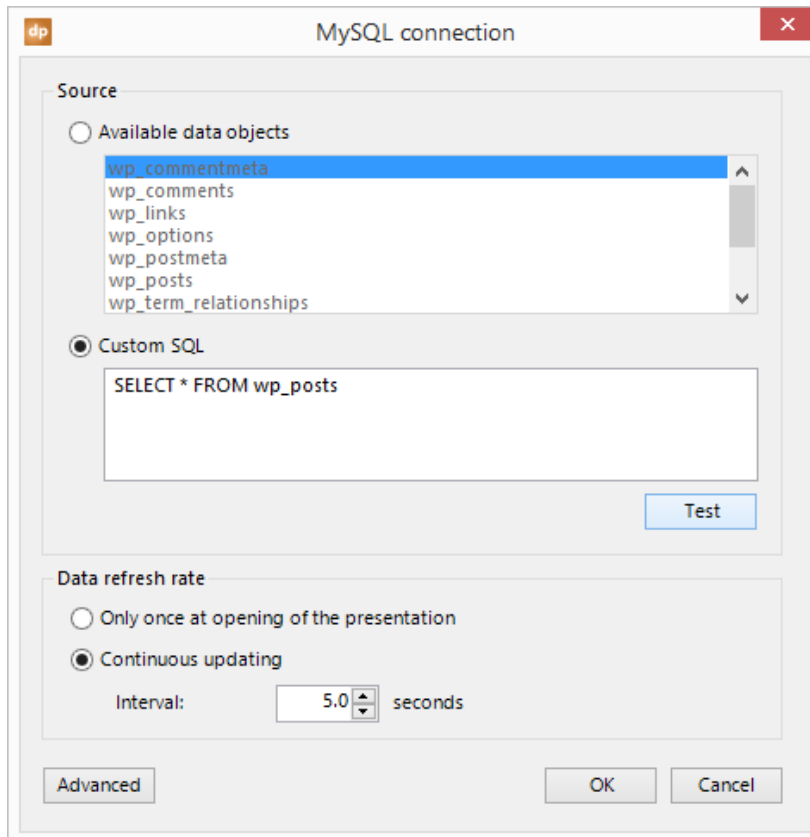 dp
MySQL connection
Source
Available data objects
wp_commentmeta
wp_comments
wp_links
wp_options
wp_postmeta
wp_posts
wp_term_relationships
Custom SQL
SELECT * FROM wp_posts
Test
Data refresh rate
Only once at opening of the presentation
Continuous updating
Interval: 5.0 seconds
Advanced OK Cancel